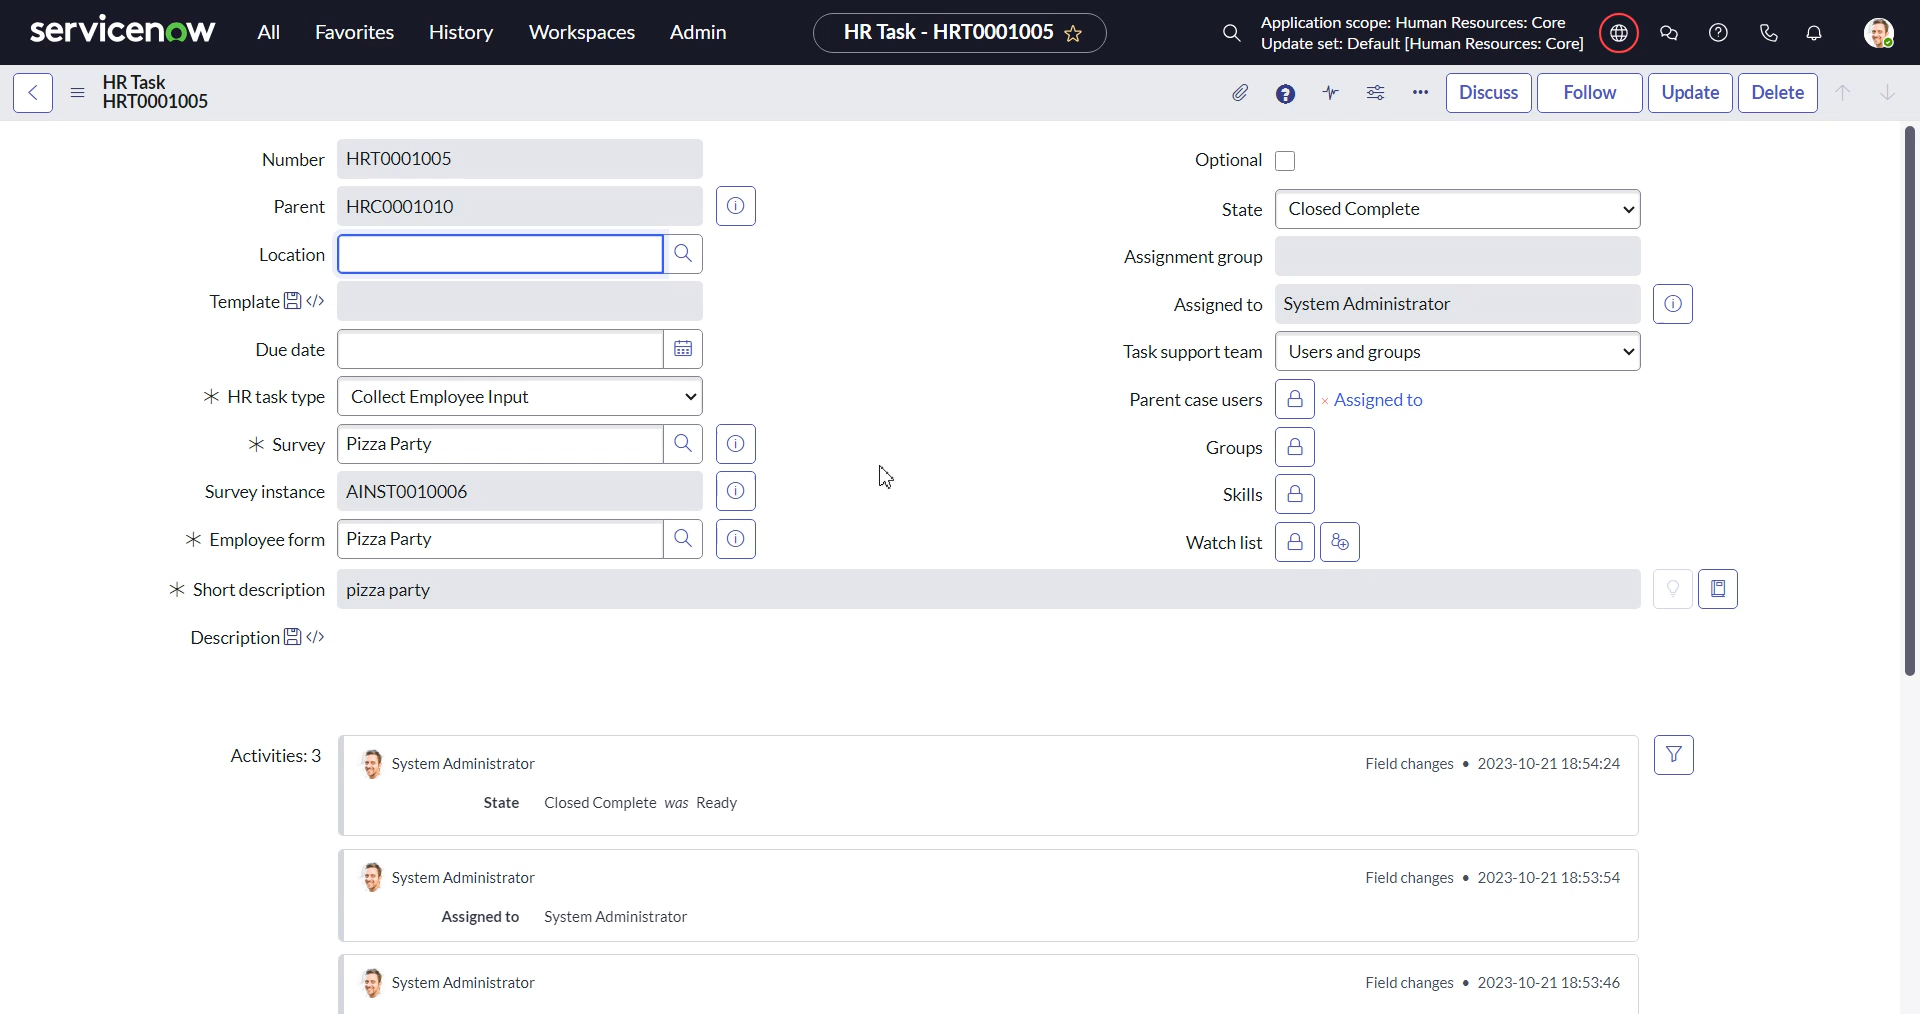 servicenow
All
Favorites
History
Workspaces
Admin
HR Task - HRT0001005
Application scope: Human Resources: Core
Update set: Default [Human Resources: Core]
HR Task
HRT0001005
Discuss
Follow
Update
Delete
Number
HRT0001005
Parent
HRC0001010
Location
Template </>
Due date
HR task type
Collect Employee Input
Survey
Pizza Party
Survey instance
AINST0010006
Employee form
Pizza Party
Optional
State
Closed Complete
Assignment group
Assigned to
System Administrator
Task support team
Users and groups
Parent case users
× Assigned to
Groups
Skills
Watch list
Short description
pizza party
Description </>
Activities: 3
System Administrator
Field changes • 2023-10-21 18:54:24
State Closed Complete was Ready
System Administrator
Field changes • 2023-10-21 18:53:54
Assigned to System Administrator
System Administrator
Field changes • 2023-10-21 18:53:46